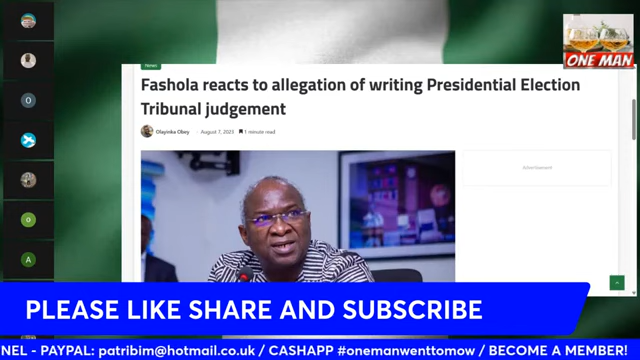 ONE MAN
News
Fashola reacts to allegation of writing Presidential Election
Tribunal judgement
Olayinka Obey August 7, 2023 1 minute read
Advertisement
O
O
A
PLEASE LIKE SHARE AND SUBSCRIBE
NEL - PAYPAL: patribim@hotmail.co.uk / CASHAPP #onemanwenttomow / BECOME A MEMBER!